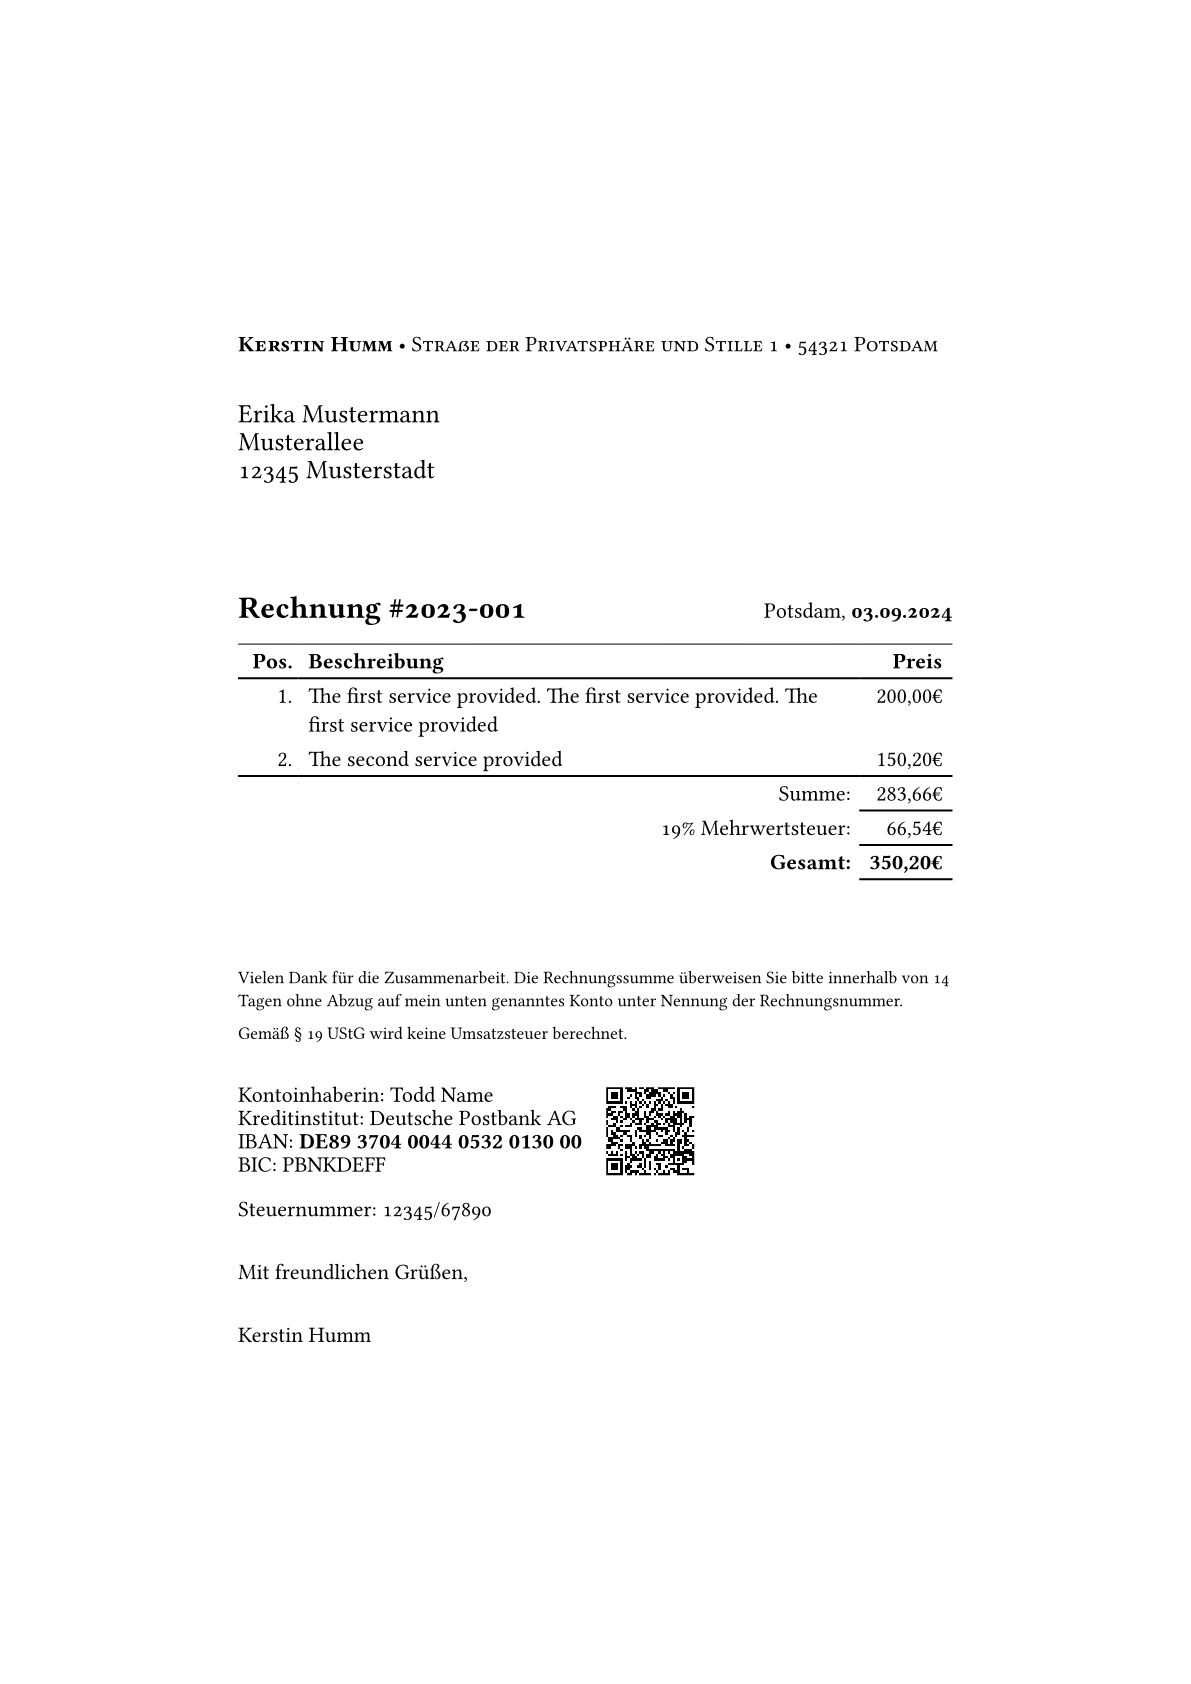 Kerstin Humm • Straße der Privatsphäre und Stille 1 • 54321 Potsdam
Erika Mustermann
Musterallee
12345 Musterstadt
Rechnung #2023-001 Potsdam, 03.09.2024
Pos. Beschreibung Preis
1. The first service provided. The first service provided. The 200,00€
first service provided
2. The second service provided 150,20€
Summe: 283,66€
19% Mehrwertsteuer: 66,54€
Gesamt: 350,20€
Vielen Dank für die Zusammenarbeit. Die Rechnungssumme überweisen Sie bitte innerhalb von 14
Tagen ohne Abzug auf mein unten genanntes Konto unter Nennung der Rechnungsnummer.
Gemäß § 19 UStG wird keine Umsatzsteuer berechnet.
Kontoinhaberin: Todd Name
Kreditinstitut: Deutsche Postbank AG
IBAN: DE89 3704 0044 0532 0130 00
BIC: PBNKDEFF
Steuernummer: 12345/67890
Mit freundlichen Grüßen,
Kerstin Humm